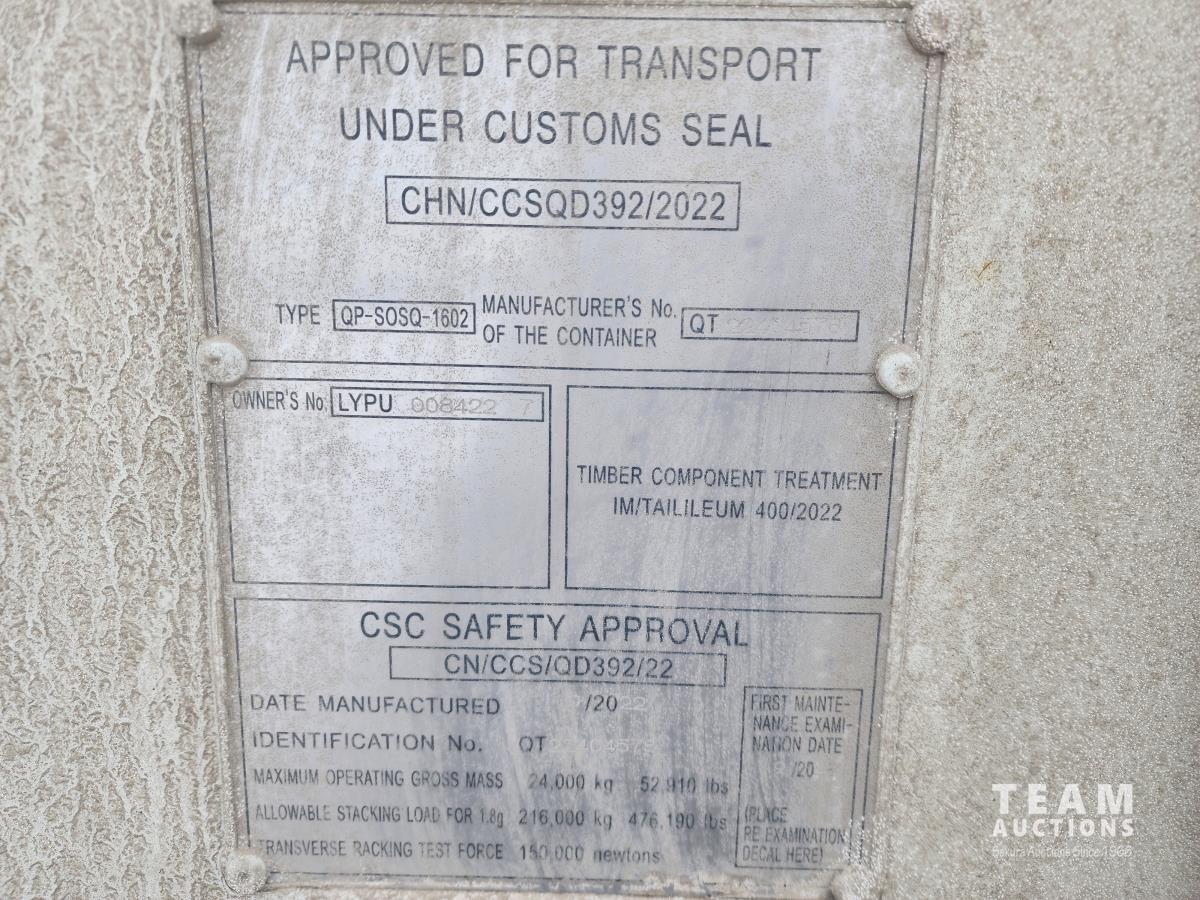 APPROVED FOR TRANSPORT
UNDER CUSTOMS SEAL
CHN/CCSQD392/2022
TYPE QP-SOSQ-1602 MANUFACTURER'S No.
OF THE CONTAINER QT
OWNER'S No. LYPU 008422 7
TIMBER COMPONENT TREATMENT
IM/TAILILEUM 400/2022
CSC SAFETY APPROVAL
CN/CCS/QD392/22
DATE MANUFACTURED /2022
IDENTIFICATION No. QT
MAXIMUM OPERATING GROSS MASS 24,000 kg 52,910 lbs
ALLOWABLE STACKING LOAD FOR 1.8g 216,000 kg 476,190 lbs
TRANSVERSE RACKING TEST FORCE 150,000 newtons
FIRST MAINTE-
NANCE EXAMI-
NATION DATE
/20
(PLACE
RE EXAMINATION
DECAL HERE)
TEAM
AUCTIONS